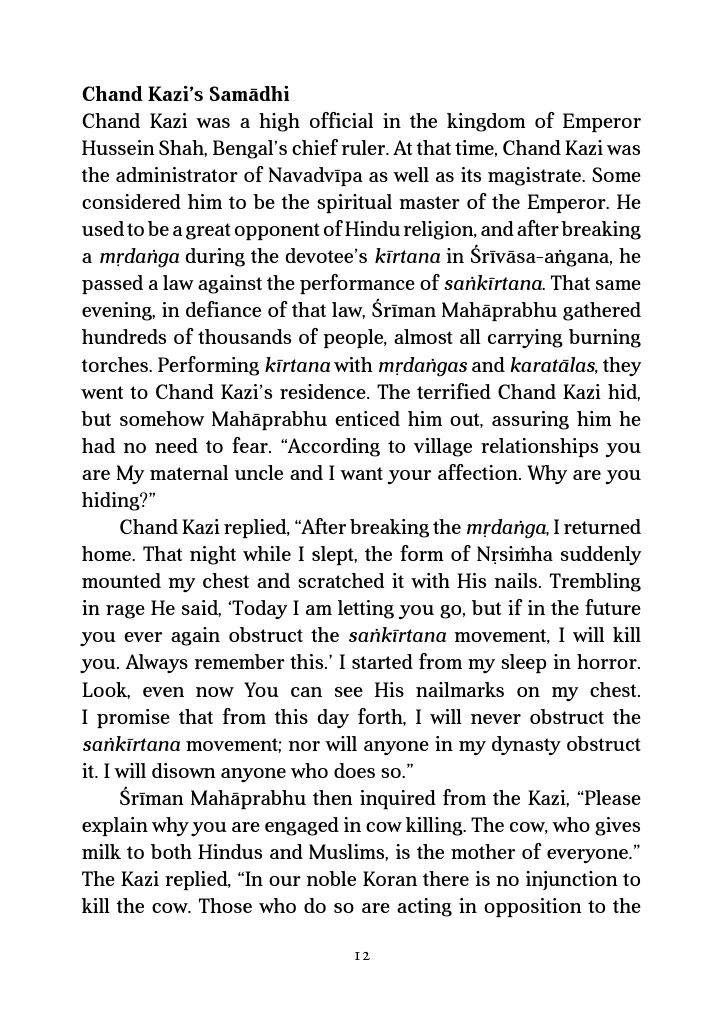 Chand Kazi’s Samādhi
Chand Kazi was a high official in the kingdom of Emperor
Hussein Shah, Bengal’s chief ruler. At that time, Chand Kazi was
the administrator of Navadvīpa as well as its magistrate. Some
considered him to be the spiritual master of the Emperor. He
used to be a great opponent of Hindu religion, and after breaking
a mṛdaṅga during the devotee’s kīrtana in Śrīvāsa-aṅgana, he
passed a law against the performance of saṅkīrtana. That same
evening, in defiance of that law, Śrīman Mahāprabhu gathered
hundreds of thousands of people, almost all carrying burning
torches. Performing kīrtana with mṛdaṅgas and karatālas, they
went to Chand Kazi’s residence. The terrified Chand Kazi hid,
but somehow Mahāprabhu enticed him out, assuring him he
had no need to fear. “According to village relationships you
are My maternal uncle and I want your affection. Why are you
hiding?”
Chand Kazi replied, “After breaking the mṛdaṅga, I returned
home. That night while I slept, the form of Nṛsiṁha suddenly
mounted my chest and scratched it with His nails. Trembling
in rage He said, ‘Today I am letting you go, but if in the future
you ever again obstruct the saṅkīrtana movement, I will kill
you. Always remember this.’ I started from my sleep in horror.
Look, even now You can see His nailmarks on my chest.
I promise that from this day forth, I will never obstruct the
saṅkīrtana movement; nor will anyone in my dynasty obstruct
it. I will disown anyone who does so.”
Śrīman Mahāprabhu then inquired from the Kazi, “Please
explain why you are engaged in cow killing. The cow, who gives
milk to both Hindus and Muslims, is the mother of everyone.”
The Kazi replied, “In our noble Koran there is no injunction to
kill the cow. Those who do so are acting in opposition to the
12